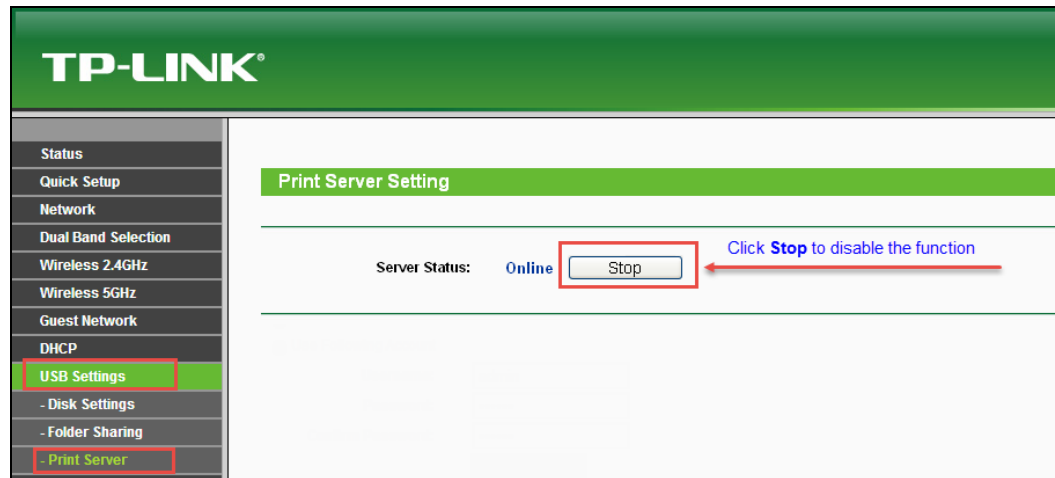 TP-LINK®
Status
Quick Setup
Network
Dual Band Selection
Wireless 2.4GHz
Wireless 5GHz
Guest Network
DHCP
USB Settings
- Disk Settings
- Folder Sharing
- Print Server
Print Server Setting
Server Status: Online Stop
Click Stop to disable the function